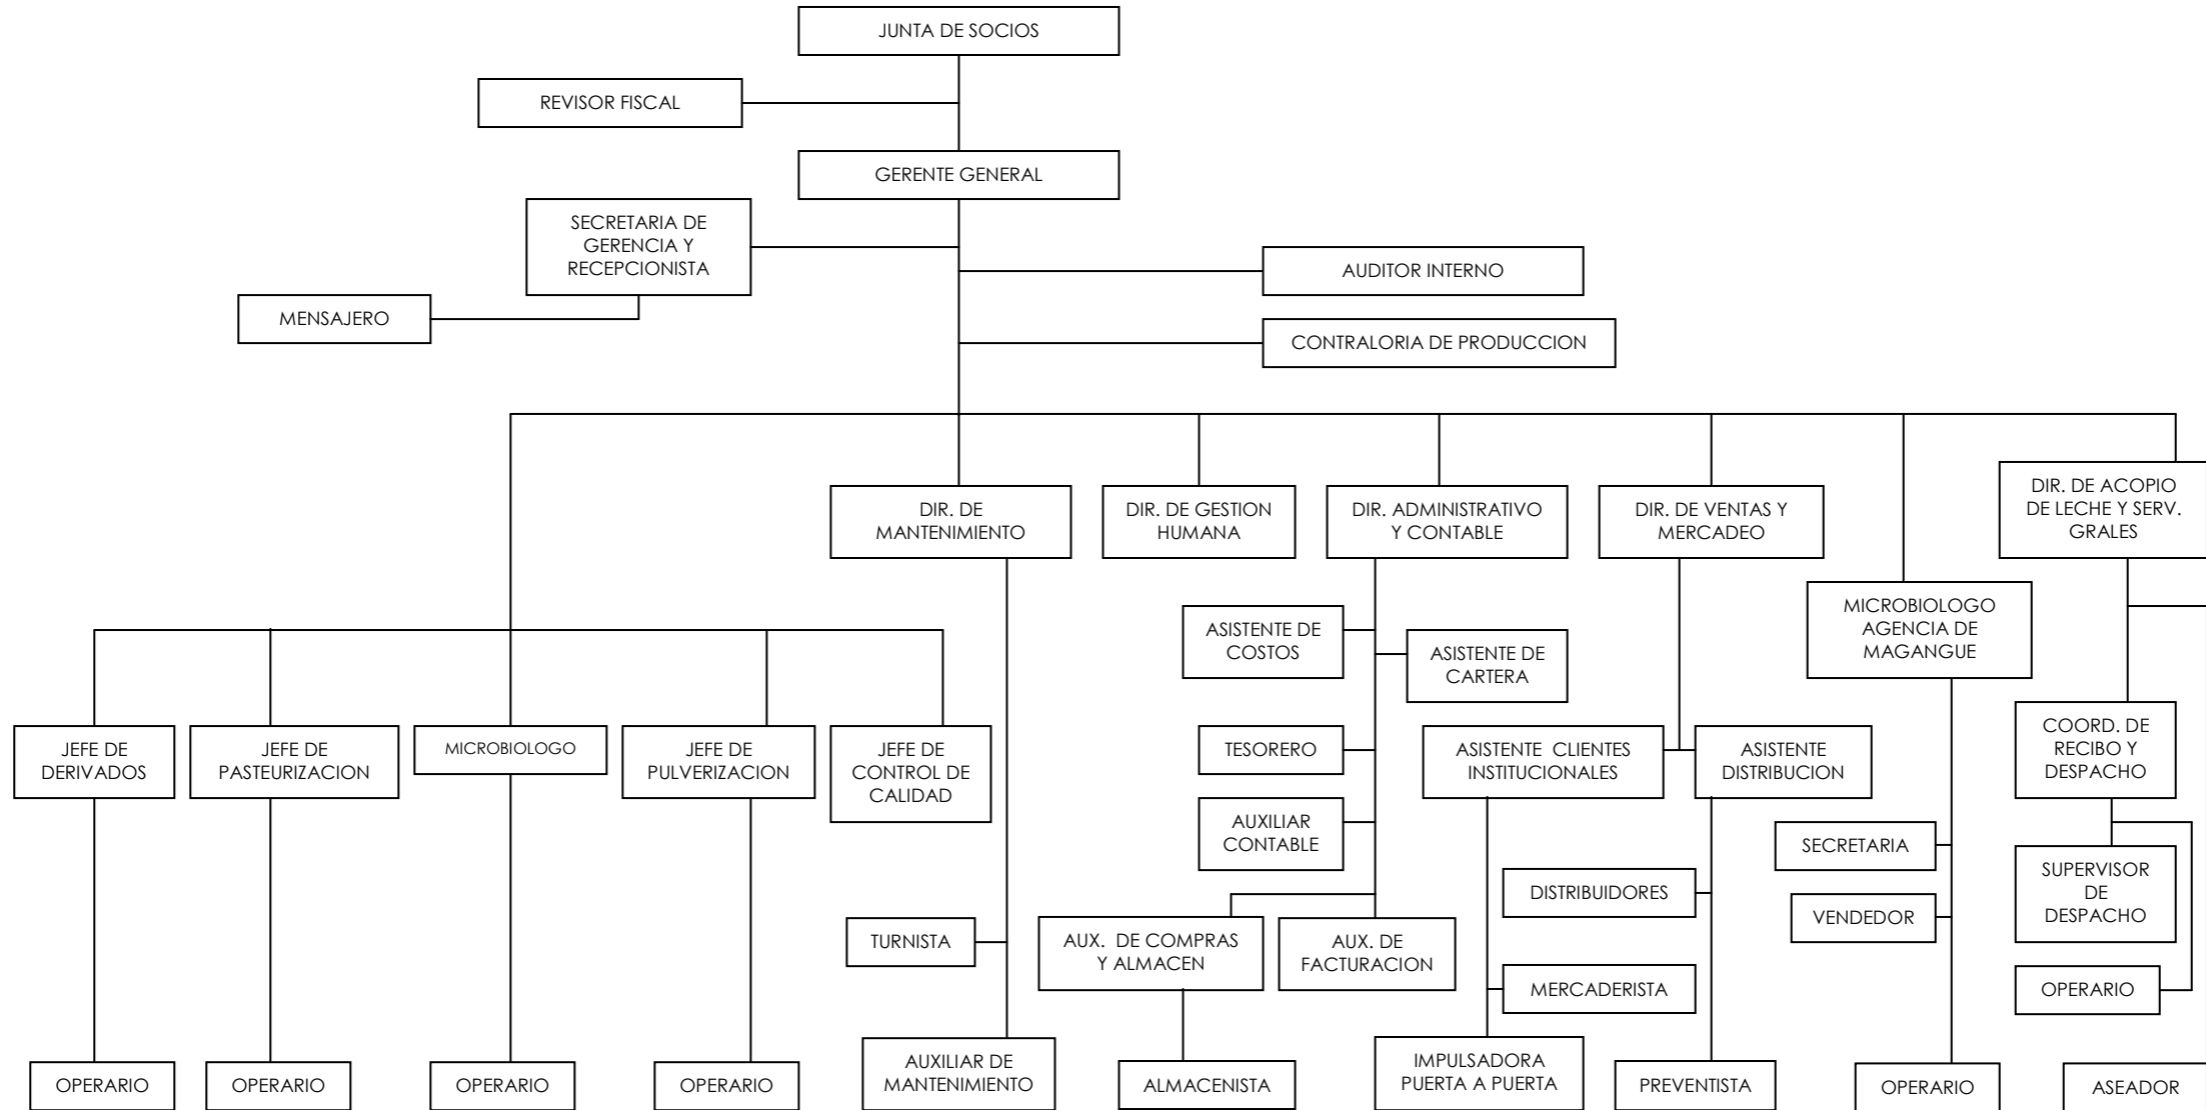 JUNTA DE SOCIOS
REVISOR FISCAL
GERENTE GENERAL
SECRETARIA DE
GERENCIA Y
RECEPCIONISTA
AUDITOR INTERNO
MENSAJERO
CONTRALORIA DE PRODUCCION
DIR. DE
MANTENIMIENTO
DIR. DE GESTION
HUMANA
DIR. ADMINISTRATIVO
Y CONTABLE
DIR. DE VENTAS Y
MERCADEO
DIR. DE ACOPIO
DE LECHE Y SERV.
GRALES
MICROBIOLOGO
AGENCIA DE
MAGANGUE
ASISTENTE DE
COSTOS
ASISTENTE DE
CARTERA
JEFE DE
DERIVADOS
JEFE DE
PASTEURIZACION
MICROBIOLOGO
JEFE DE
PULVERIZACION
JEFE DE
CONTROL DE
CALIDAD
TESORERO
ASISTENTE  CLIENTES
INSTITUCIONALES
ASISTENTE
DISTRIBUCION
COORD. DE
RECIBO Y
DESPACHO
AUXILIAR
CONTABLE
SECRETARIA
SUPERVISOR
DE
DESPACHO
DISTRIBUIDORES
VENDEDOR
TURNISTA
AUX.  DE COMPRAS
Y ALMACEN
AUX. DE
FACTURACION
MERCADERISTA
OPERARIO
OPERARIO
OPERARIO
OPERARIO
OPERARIO
AUXILIAR DE
MANTENIMIENTO
ALMACENISTA
IMPULSADORA
PUERTA A PUERTA
PREVENTISTA
OPERARIO
ASEADOR